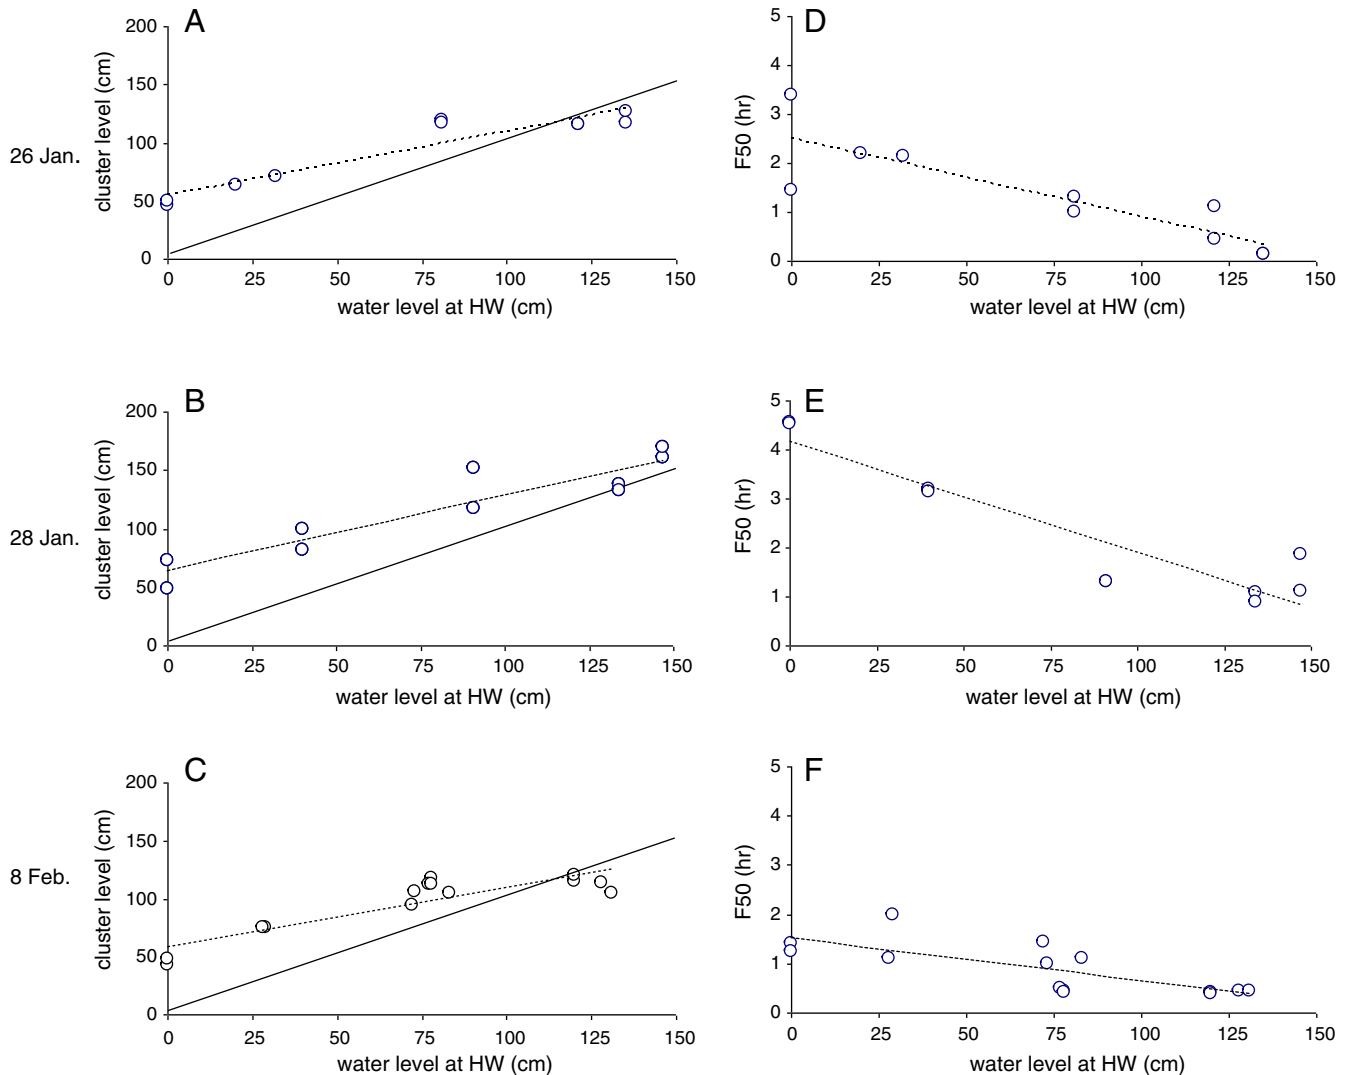 A
200
150
100
50
0
cluster level (cm)
0 25 50 75 100 125 150
water level at HW (cm)
26 Jan.
D
5
4
3
2
1
0
F50 (hr)
0 25 50 75 100 125 150
water level at HW (cm)
B
200
150
100
50
0
cluster level (cm)
0 25 50 75 100 125 150
water level at HW (cm)
28 Jan.
E
5
4
3
2
1
0
F50 (hr)
0 25 50 75 100 125 150
water level at HW (cm)
C
200
150
100
50
0
cluster level (cm)
0 25 50 75 100 125 150
water level at HW (cm)
8 Feb.
F
5
4
3
2
1
0
F50 (hr)
0 25 50 75 100 125 150
water level at HW (cm)